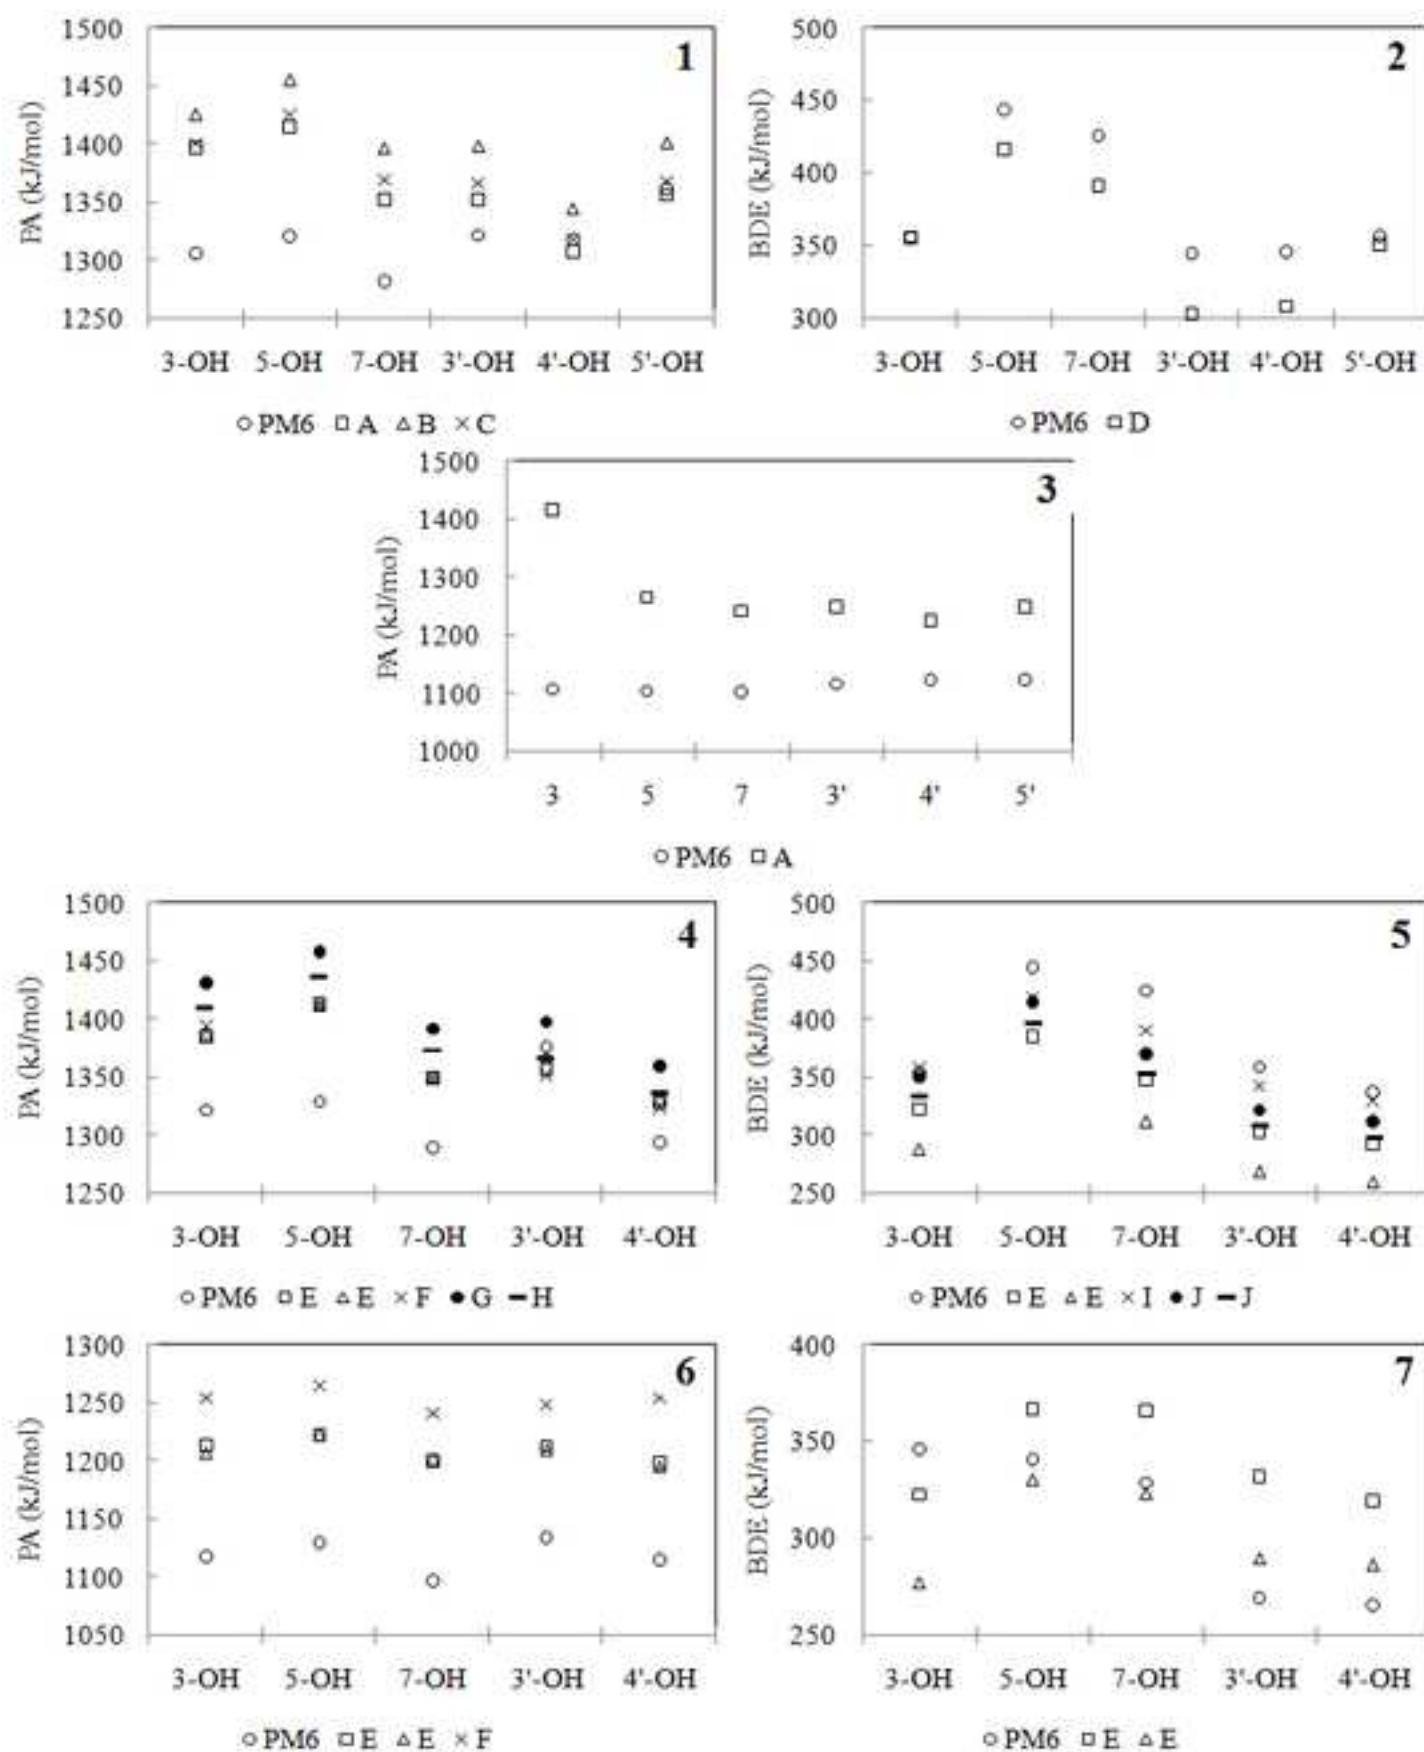 1
PA (kJ/mol)
1500
1450
1400
1350
1300
1250
3-OH 5-OH 7-OH 3'-OH 4'-OH 5'-OH
○ PM6 □ A △ B × C
2
BDE (kJ/mol)
500
450
400
350
300
3-OH 5-OH 7-OH 3'-OH 4'-OH 5'-OH
○ PM6 □ D
3
PA (kJ/mol)
1500
1400
1300
1200
1100
1000
3 5 7 3' 4' 5'
○ PM6 □ A
4
PA (kJ/mol)
1500
1450
1400
1350
1300
1250
3-OH 5-OH 7-OH 3'-OH 4'-OH
○ PM6 □ E △ E × F ● G − H
5
BDE (kJ/mol)
500
450
400
350
300
250
3-OH 5-OH 7-OH 3'-OH 4'-OH
○ PM6 □ E △ E × I ● J − J
6
PA (kJ/mol)
1300
1250
1200
1150
1100
1050
3-OH 5-OH 7-OH 3'-OH 4'-OH
○ PM6 □ E △ E × F
7
BDE (kJ/mol)
400
350
300
250
3-OH 5-OH 7-OH 3'-OH 4'-OH
○ PM6 □ E △ E